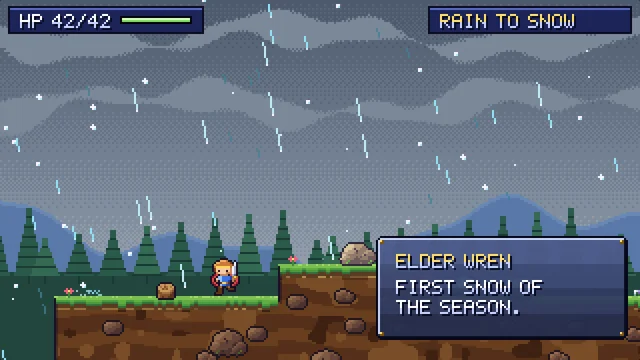 HP 42/42
RAIN TO SNOW
ELDER WREN
FIRST SNOW OF
THE SEASON.